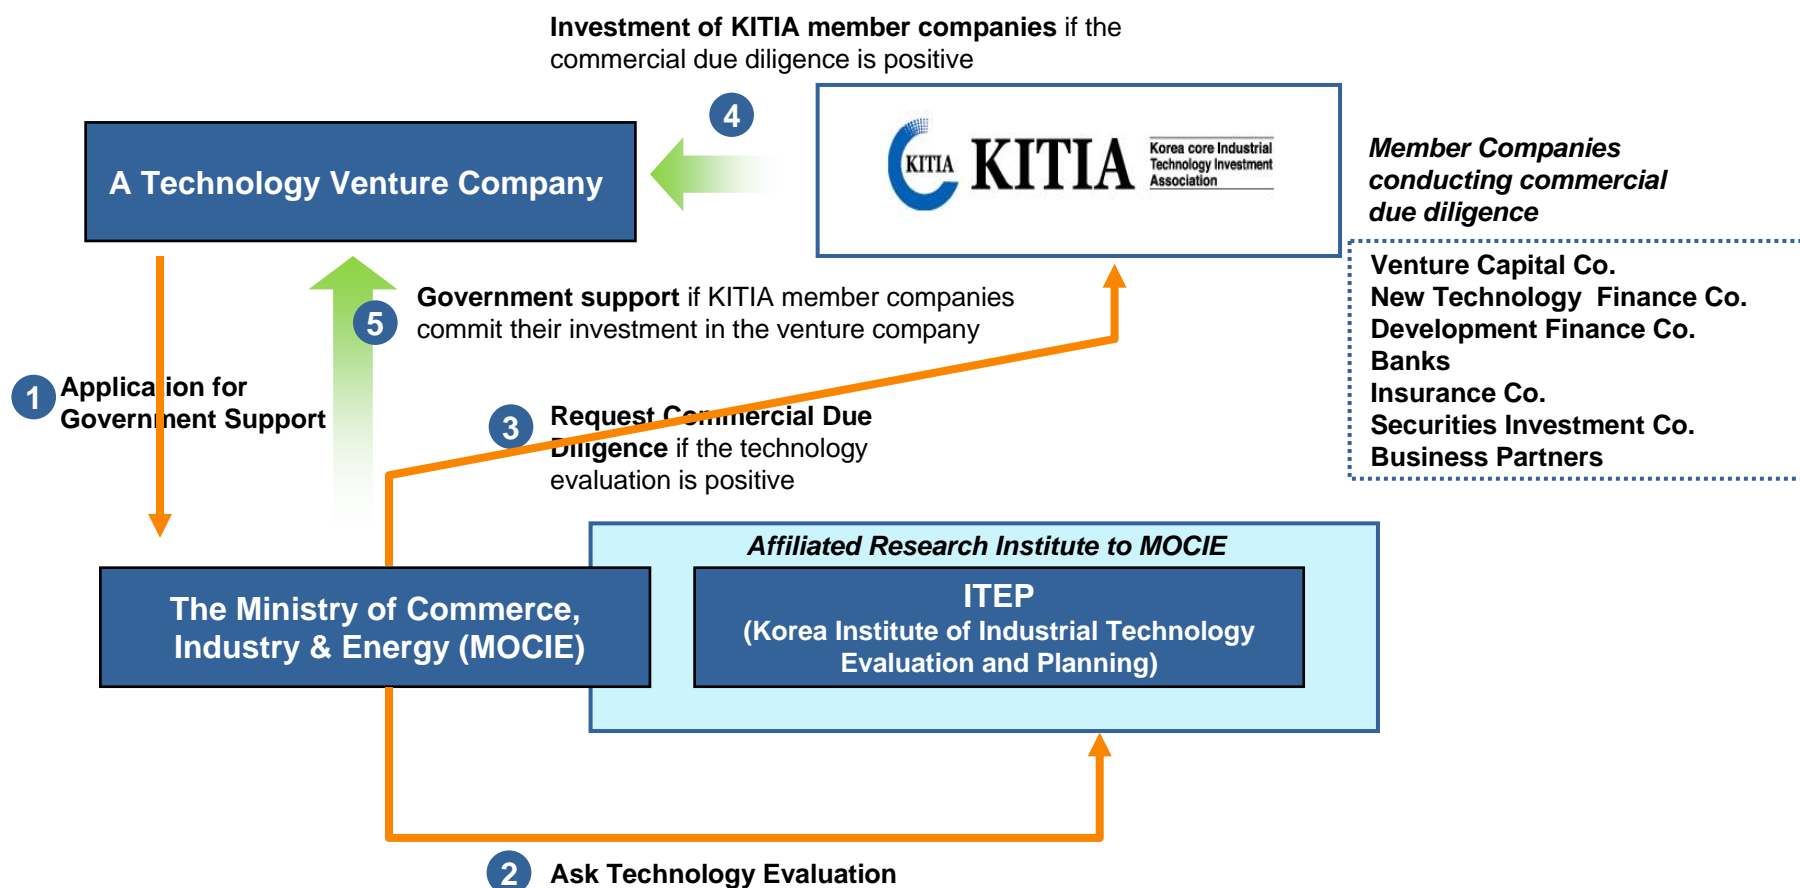 Investment of KITIA member companies if the
commercial due diligence is positive
4
A Technology Venture Company
KITIA
KITIA
Korea core Industrial
Technology Investment
Association
Member Companies
conducting commercial
due diligence
Venture Capital Co.
New Technology  Finance Co.
Development Finance Co.
Banks
Insurance Co.
Securities Investment Co.
Business Partners
5
Government support if KITIA member companies
commit their investment in the venture company
1
Application for
Government Support
3
Request Commercial Due
Diligence if the technology
evaluation is positive
Affiliated Research Institute to MOCIE
The Ministry of Commerce,
Industry & Energy (MOCIE)
ITEP
(Korea Institute of Industrial Technology
Evaluation and Planning)
2
Ask Technology Evaluation